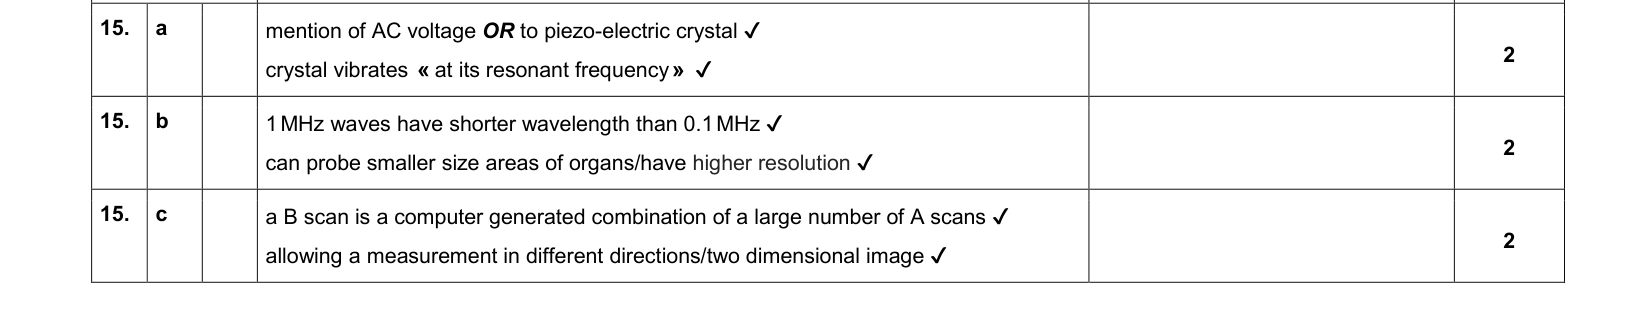 15. a mention of AC voltage OR to piezo-electric crystal ✓
crystal vibrates « at its resonant frequency» ✓
2
15. b 1 MHz waves have shorter wavelength than 0.1 MHz ✓
can probe smaller size areas of organs/have higher resolution ✓
2
15. c a B scan is a computer generated combination of a large number of A scans ✓
allowing a measurement in different directions/two dimensional image ✓
2